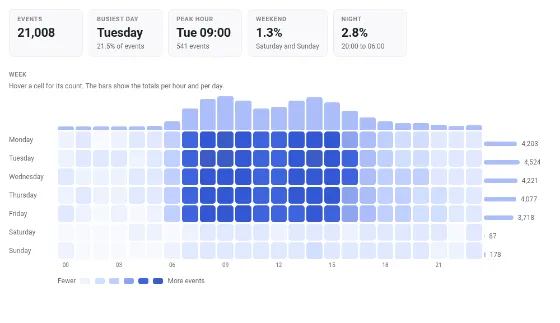 EVENTS
21,008
BUSIEST DAY
Tuesday
21.5% of events
PEAK HOUR
Tue 09:00
541 events
WEEKEND
1.3%
Saturday and Sunday
NIGHT
2.8%
20:00 to 06:00
WEEK
Hover a cell for its count. The bars show the totals per hour and per day.
Monday 4,203
Tuesday 4,524
Wednesday 4,221
Thursday 4,077
Friday 3,718
Saturday 87
Sunday 178
00 03 06 09 12 15 18 21
Fewer More events